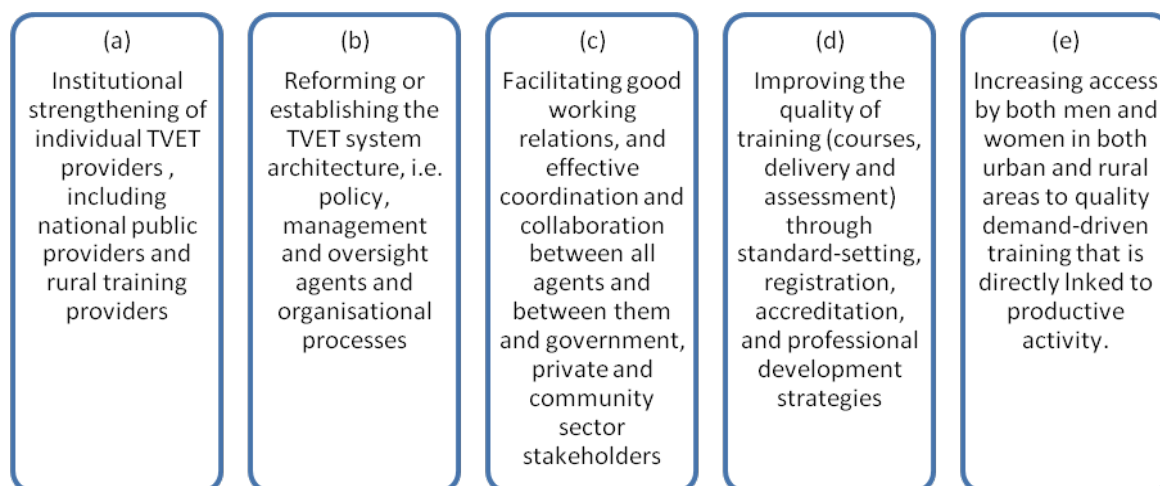 (a)
Institutional
strengthening of
individual TVET
providers ,
including
national public
providers and
rural training
providers
(b)
Reforming or
establishing the
TVET system
architecture, i.e.
policy,
management
and oversight
agents and
organisational
processes
(c)
Facilitating good
working
relations, and
effective
coordination and
collaboration
between all
agents and
between them
and government,
private and
community
sector
stakeholders
(d)
Improving the
quality of
training (courses,
delivery and
assessment)
through
standard-setting,
registration,
accreditation,
and professional
development
strategies
(e)
Increasing access
by both men and
women in both
urban and rural
areas to quality
demand-driven
training that is
directly lnked to
productive
activity.